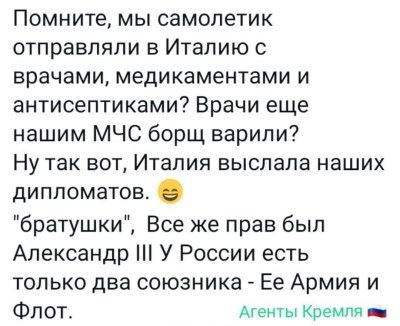 Помните, мы самолетик
отправляли в Италию с
врачами, медикаментами и
антисептиками? Врачи еще
нашим МЧС борщ варили?
Ну так вот, Италия выслала наших
дипломатов. 😄
"братушки",  Все же прав был
Александр III У России есть
только два союзника - Ее Армия и
Флот.
Агенты Кремля 🇷🇺